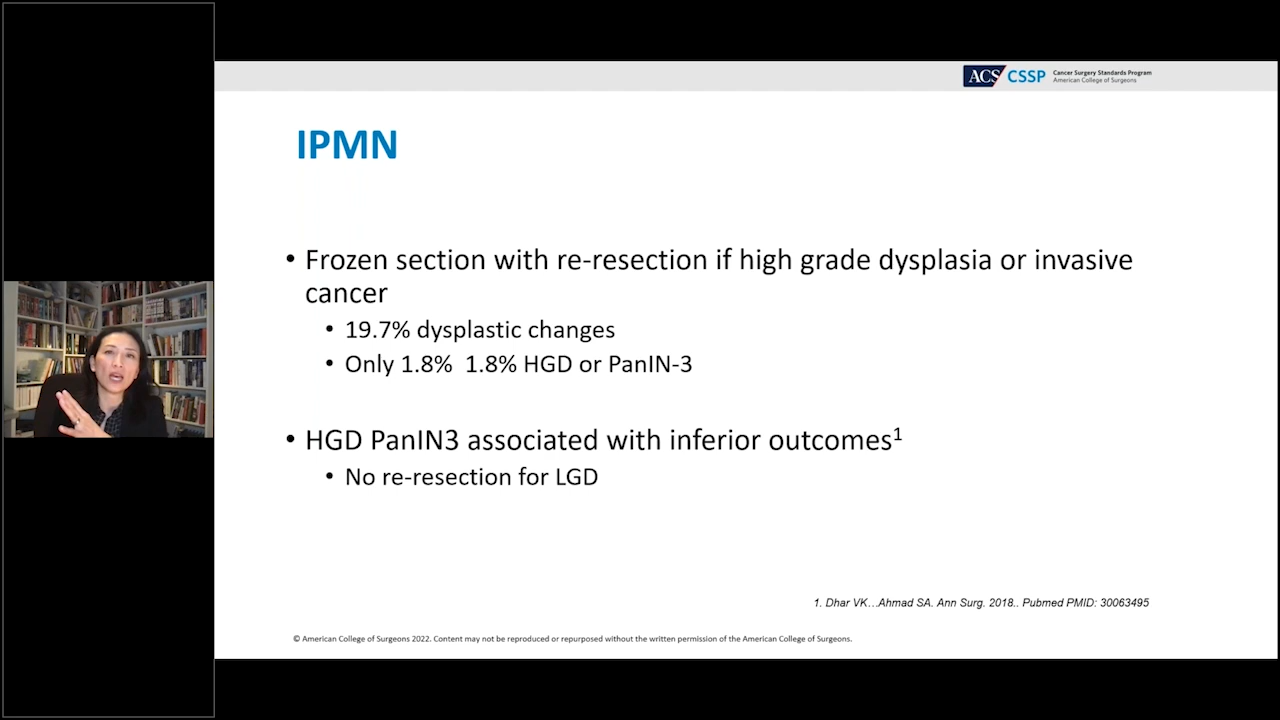 ACS CSSP Cancer Surgery Standards Program
American College of Surgeons
IPMN
• Frozen section with re-resection if high grade dysplasia or invasive
cancer
• 19.7% dysplastic changes
• Only 1.8%  1.8% HGD or PanIN-3
• HGD PanIN3 associated with inferior outcomes1
• No re-resection for LGD
1. Dhar VK…Ahmad SA. Ann Surg. 2018.. Pubmed PMID: 30063495
© American College of Surgeons 2022. Content may not be reproduced or repurposed without the written permission of the American College of Surgeons.